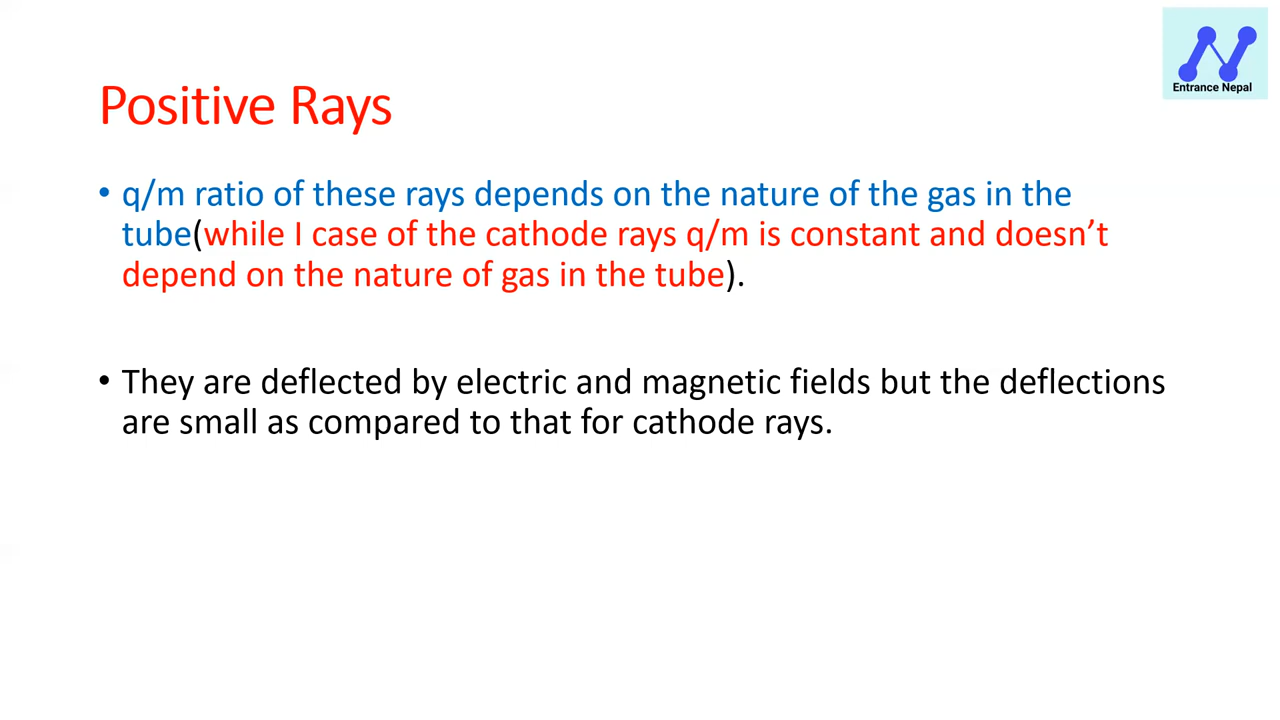 Entrance Nepal
Positive Rays
• q/m ratio of these rays depends on the nature of the gas in the
tube(while I case of the cathode rays q/m is constant and doesn’t
depend on the nature of gas in the tube).
• They are deflected by electric and magnetic fields but the deflections
are small as compared to that for cathode rays.